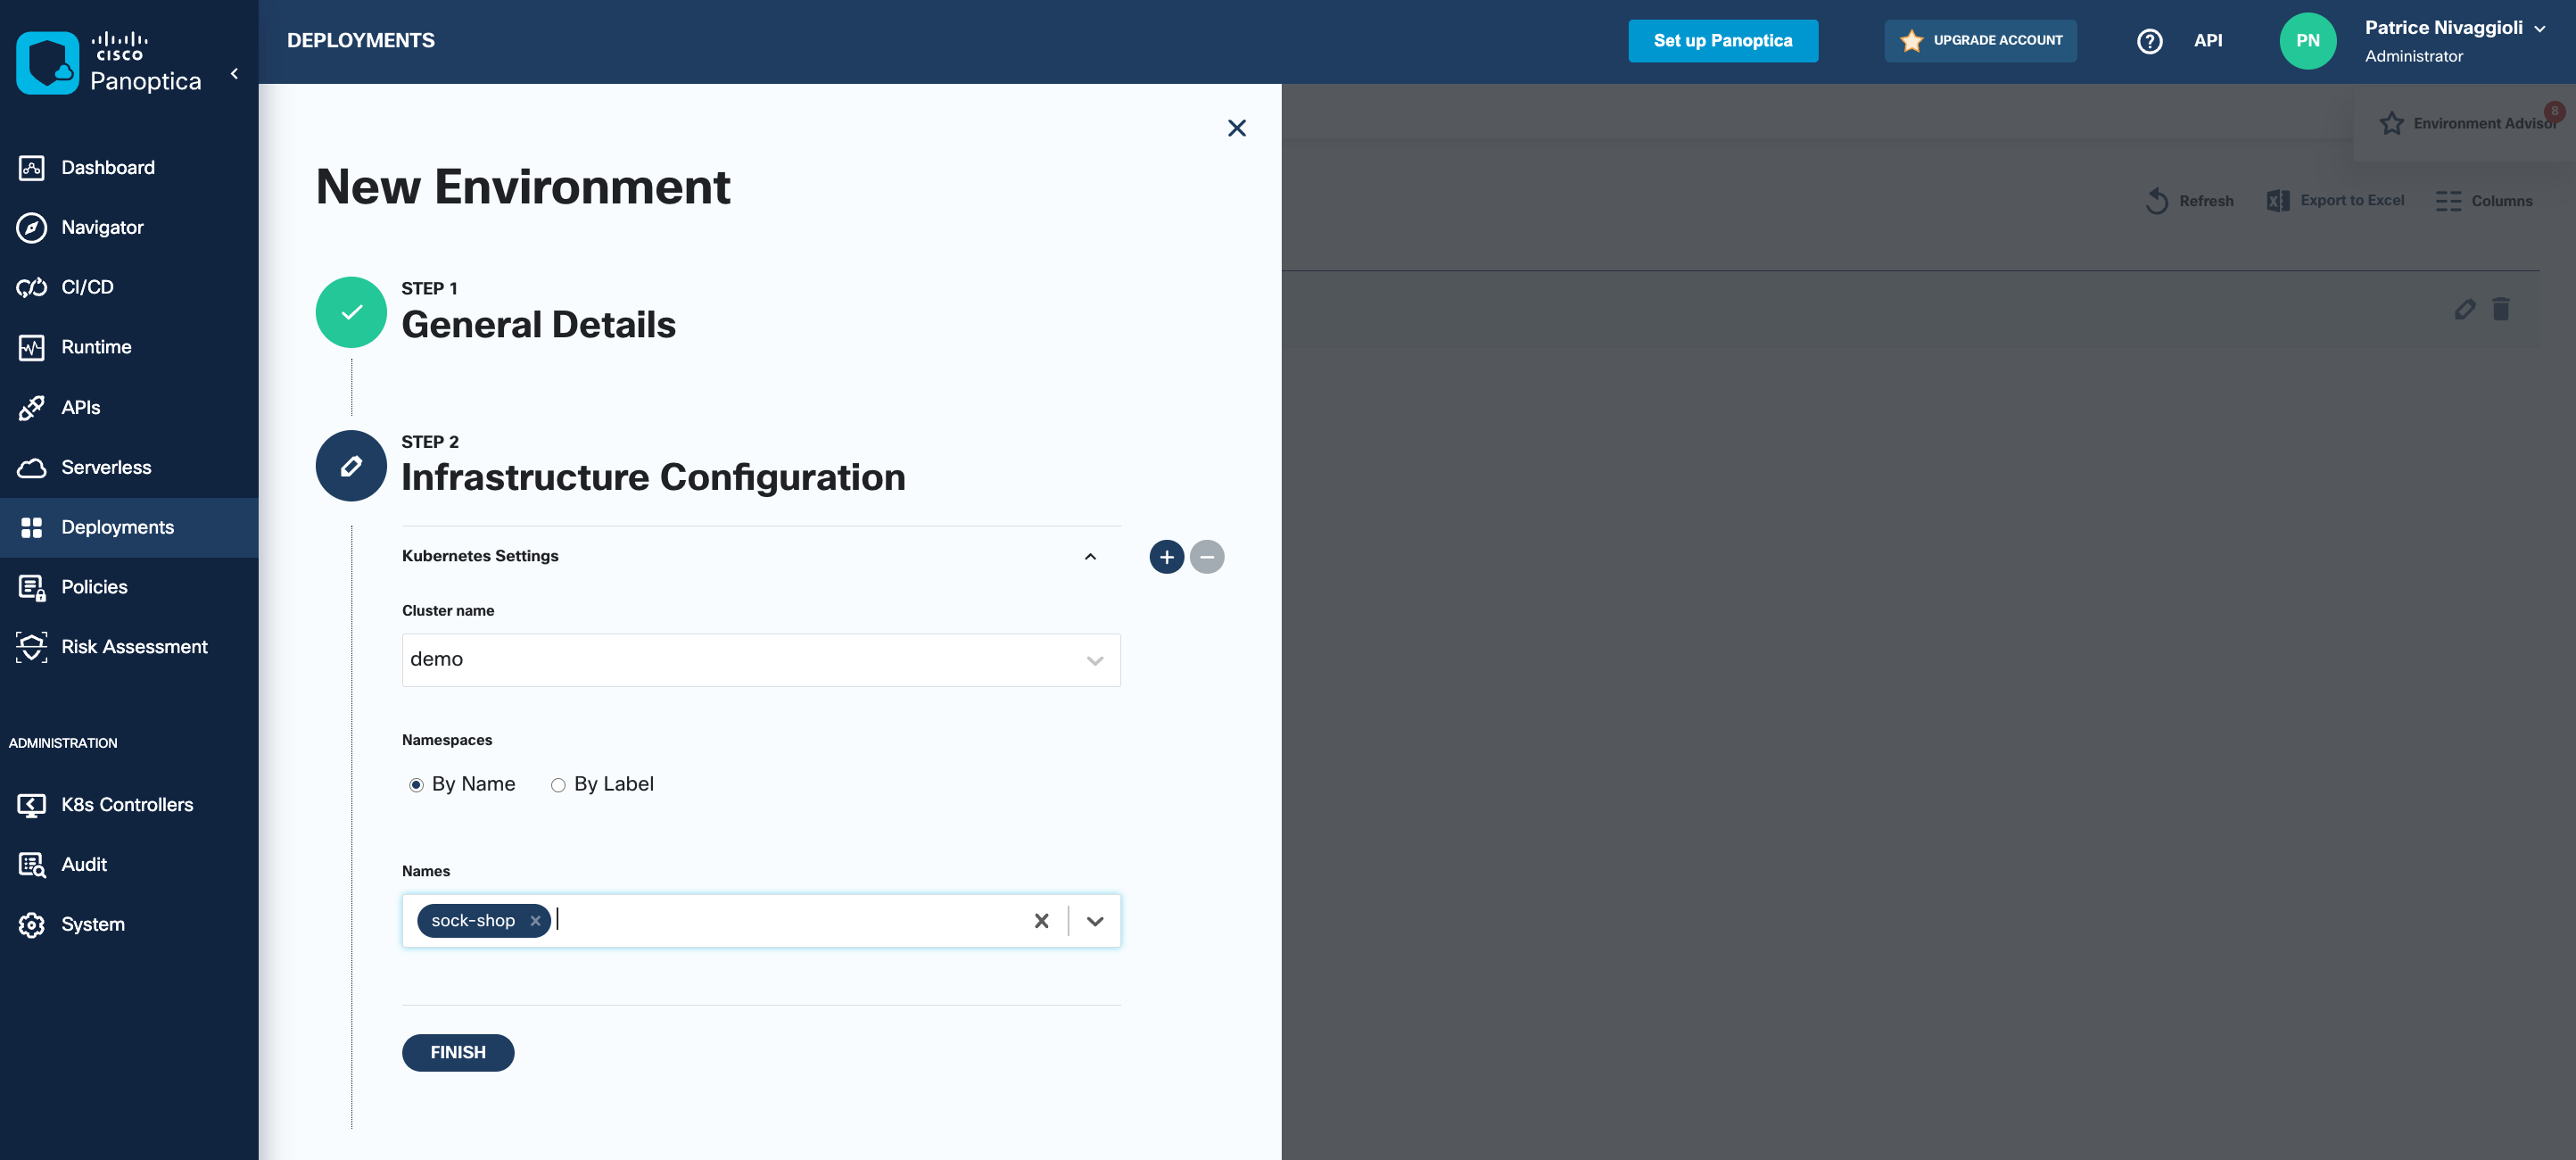 cisco
Panoptica
Dashboard
Navigator
CI/CD
Runtime
APIs
Serverless
Deployments
Policies
Risk Assessment
ADMINISTRATION
K8s Controllers
Audit
System
DEPLOYMENTS
Set up Panoptica
UPGRADE ACCOUNT
API
PN
Patrice Nivaggioli
Administrator
New Environment
STEP 1
General Details
STEP 2
Infrastructure Configuration
Kubernetes Settings
Cluster name
demo
Namespaces
By Name By Label
Names
sock-shop
FINISH
8
Environment Advisor
Refresh Export to Excel Columns